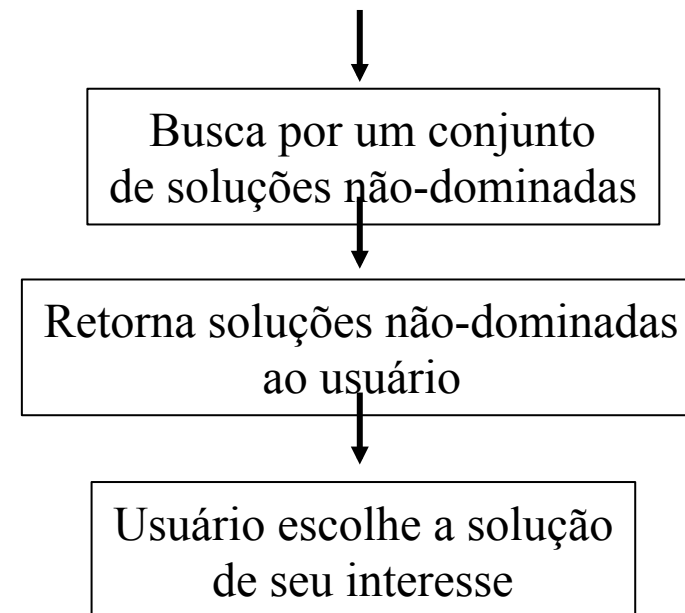 Busca por um conjunto
de soluções não-dominadas
Retorna soluções não-dominadas
ao usuário
Usuário escolhe a solução
de seu interesse